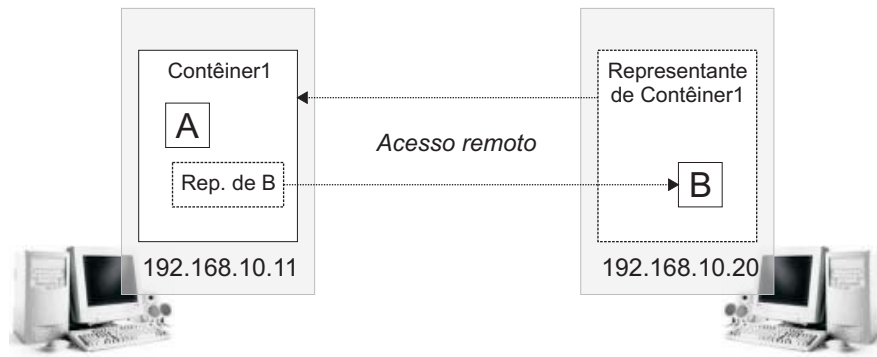 Contêiner1
A
Rep. de B
192.168.10.11
Acesso remoto
Representante
de Contêiner1
B
192.168.10.20